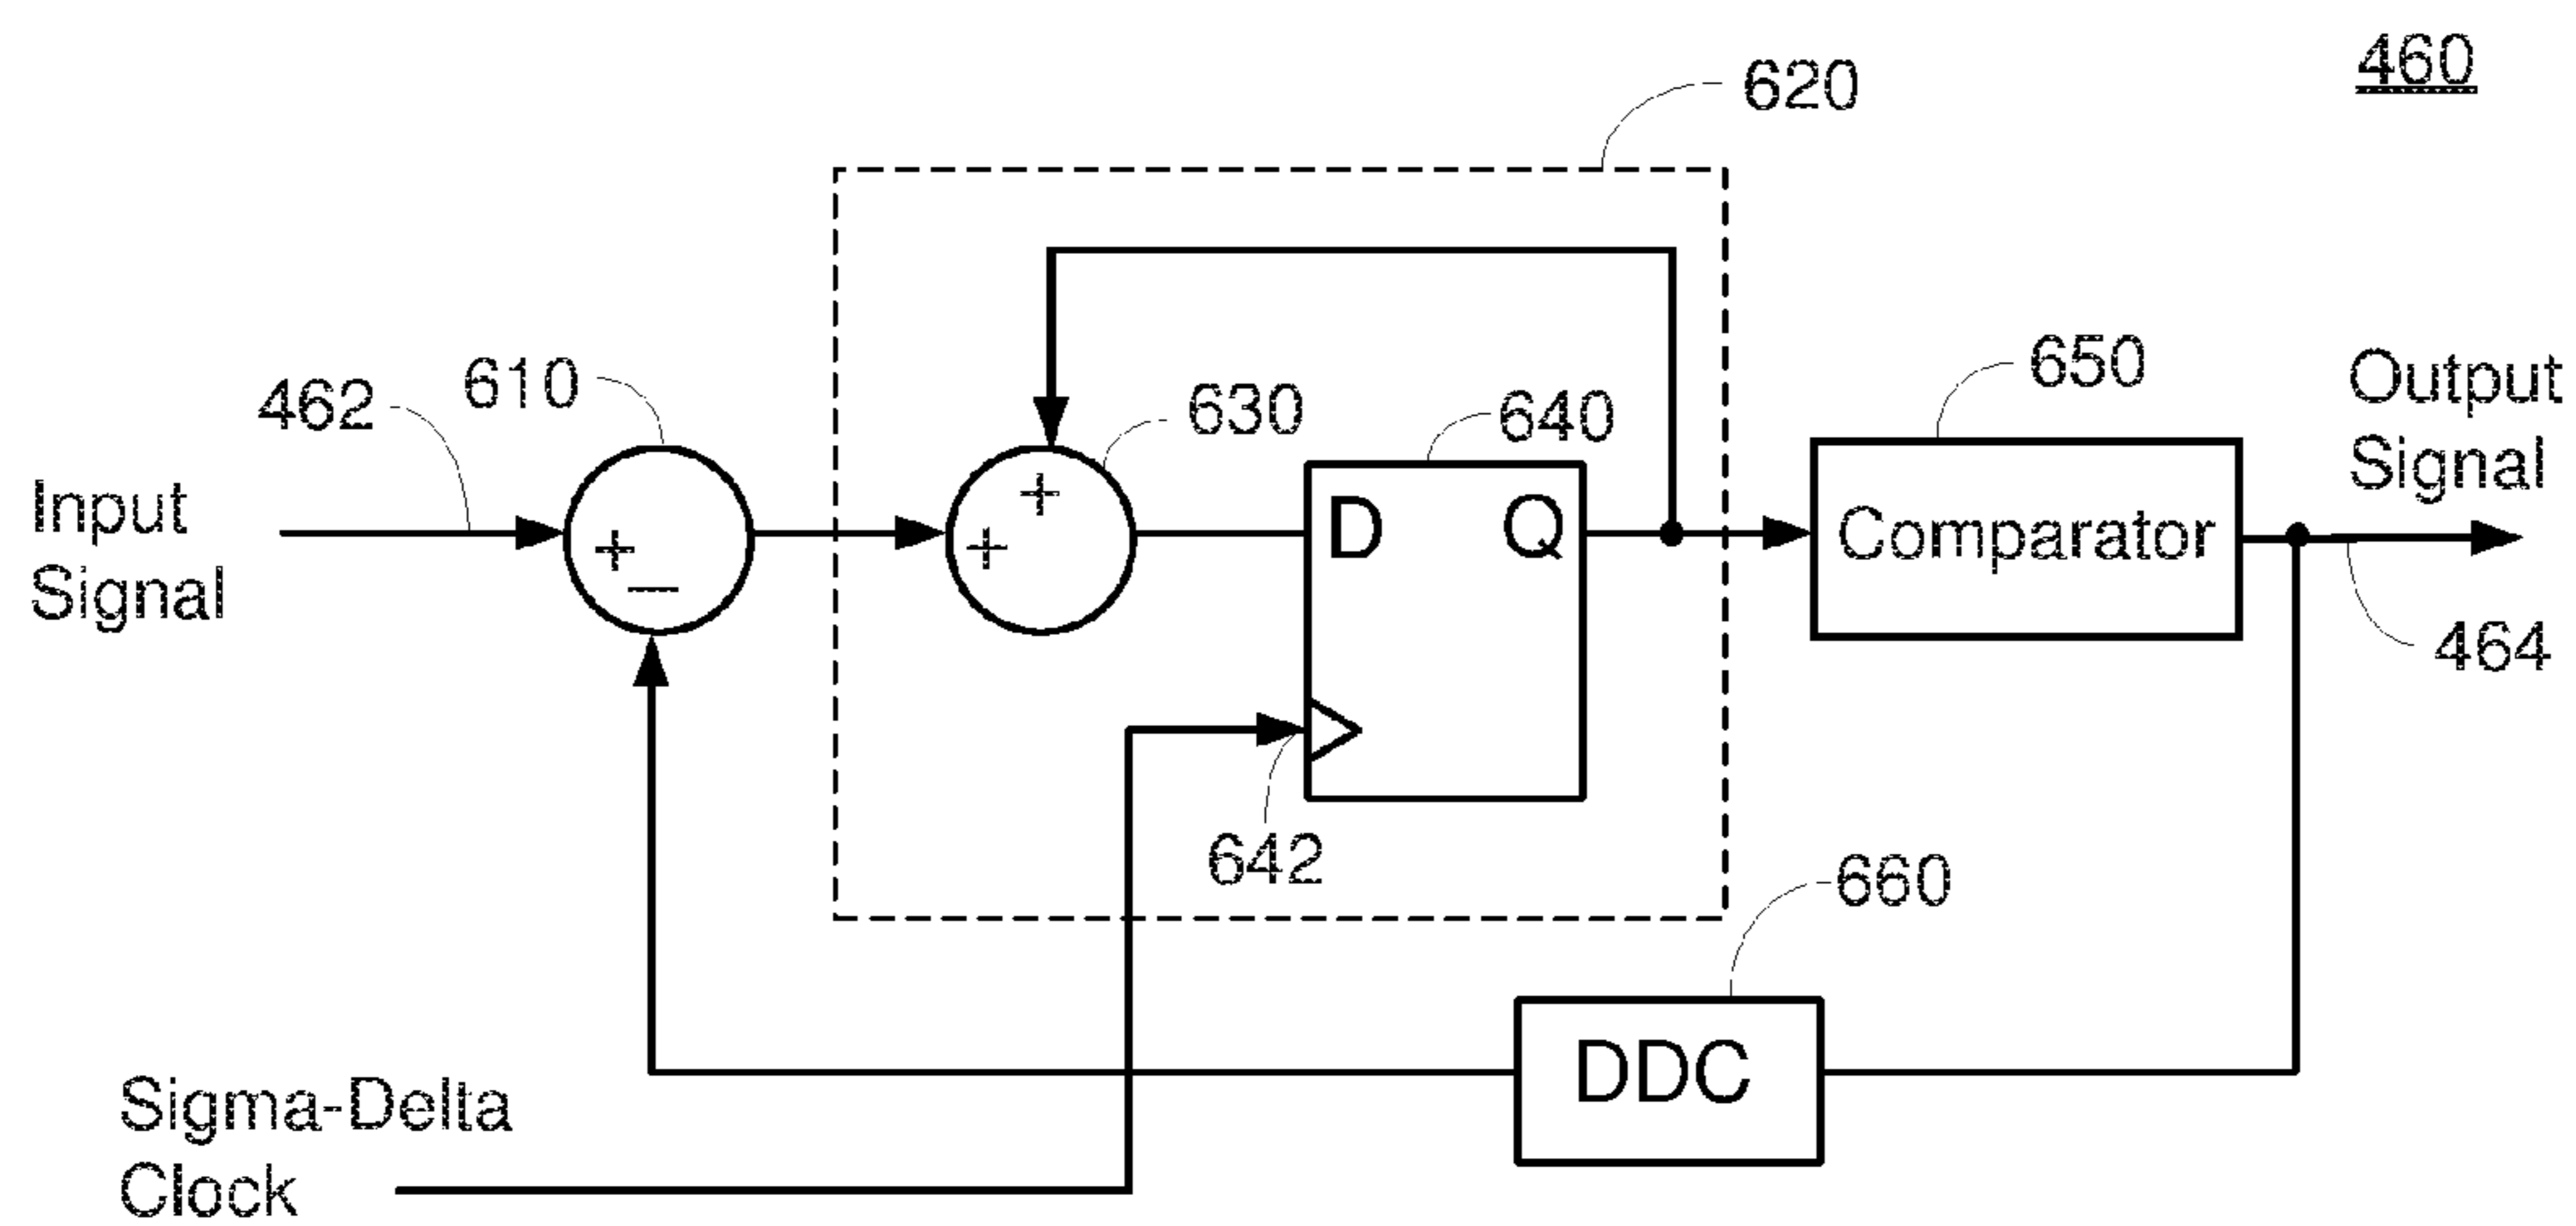 460
620
650
Output
Signal
610
462
630
640
Input
Signal
+
−
+
+
D
Q
Comparator
464
642
660
DDC
Sigma-Delta
Clock